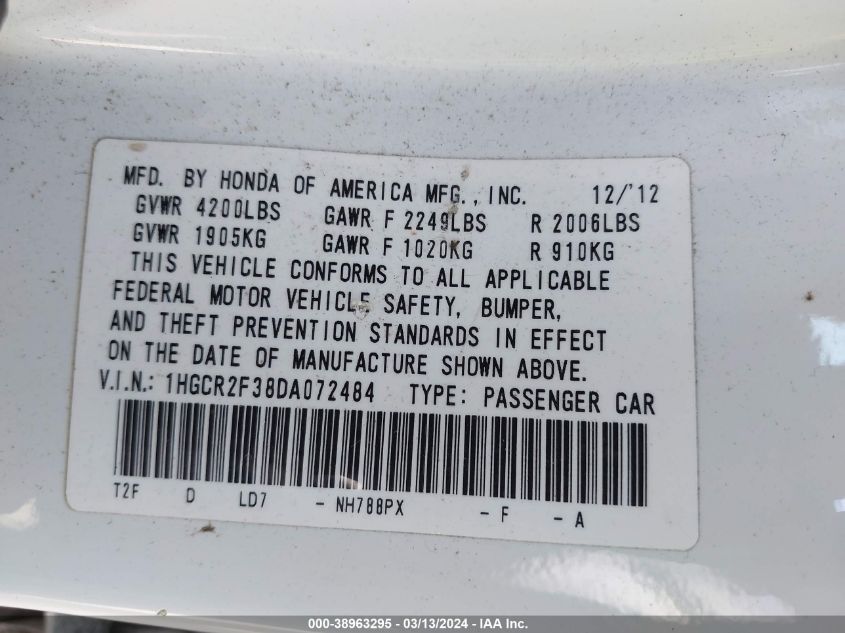 MFD. BY HONDA OF AMERICA MFG., INC. 12/'12
GVWR 4200LBS GAWR F 2249LBS R 2006LBS
GVWR 1905KG GAWR F 1020KG R 910KG
THIS VEHICLE CONFORMS TO ALL APPLICABLE
FEDERAL MOTOR VEHICLE SAFETY, BUMPER,
AND THEFT PREVENTION STANDARDS IN EFFECT
ON THE DATE OF MANUFACTURE SHOWN ABOVE.
V.I.N.: 1HGCR2F38DA072484 TYPE: PASSENGER CAR
T2F D LD7 - NH788PX - F - A
000-38963295 - 03/13/2024 - IAA Inc.